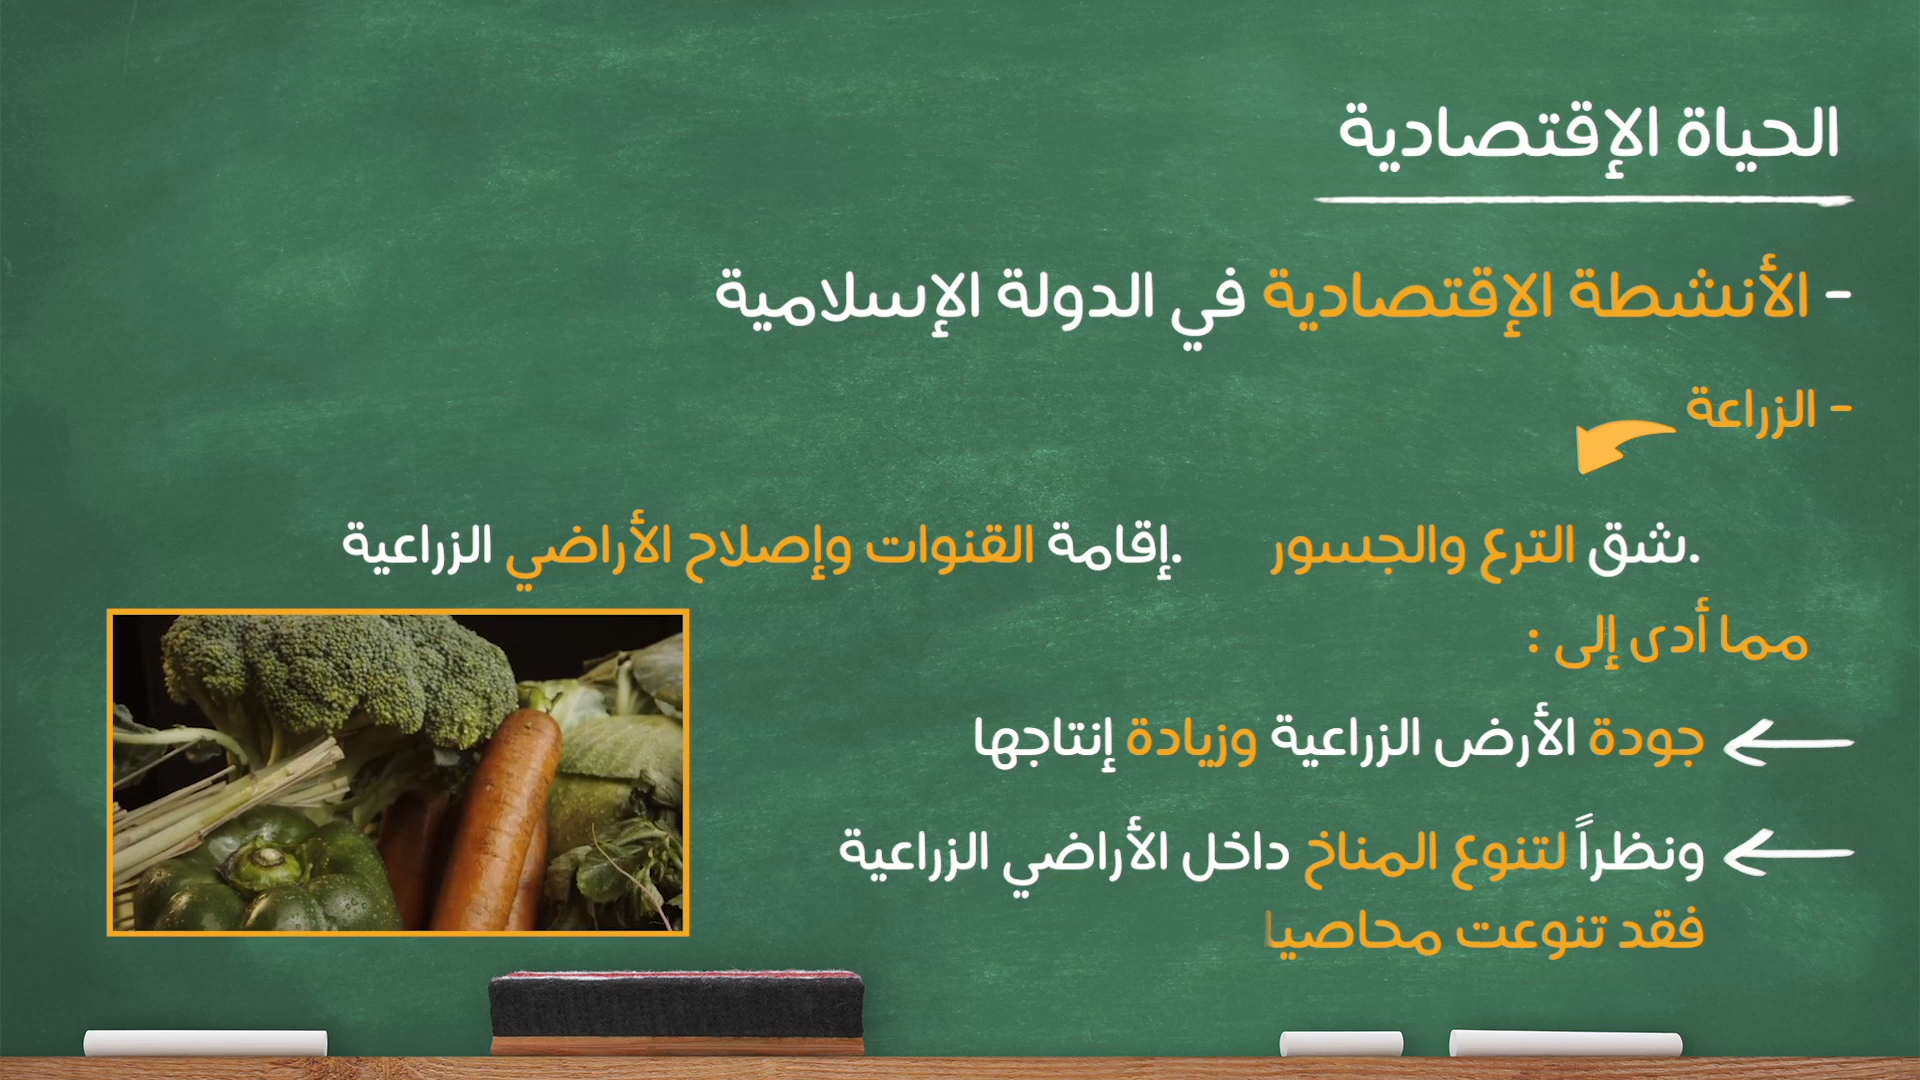 الحياة الإقتصادية
- الأنشطة الإقتصادية في الدولة الإسلامية
- الزراعة
.شق الترع والجسور .إقامة القنوات وإصلاح الأراضي الزراعية
مما أدى إلى :
جودة الأرض الزراعية وزيادة إنتاجها
ونظراً لتنوع المناخ داخل الأراضي الزراعية
فقد تنوعت